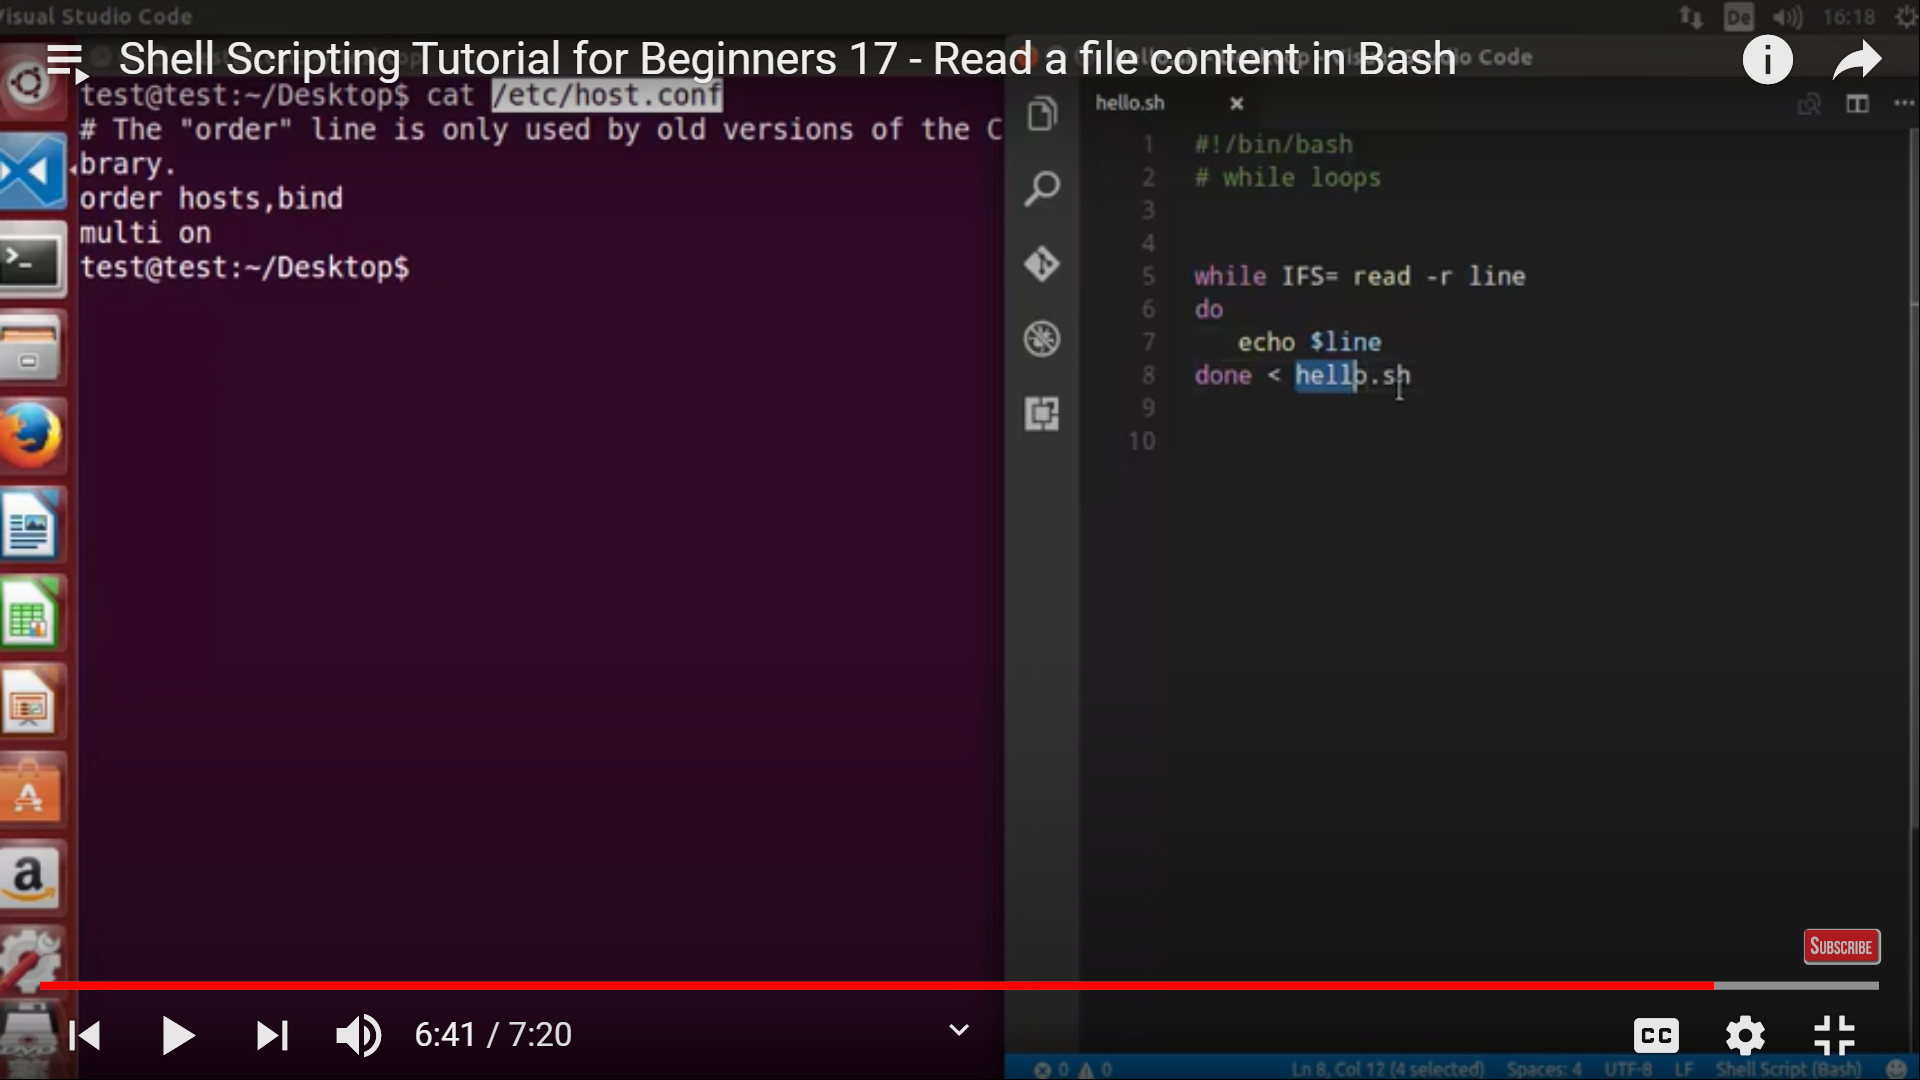 Visual Studio Code
De
16:18
Shell Scripting Tutorial for Beginners 17 - Read a file content in Bash
test@test:~/Desktop$ cat /etc/host.conf
# The "order" line is only used by old versions of the C
brary.
order hosts,bind
multi on
test@test:~/Desktop$
hello.sh
1 #!/bin/bash
2 # while loops
3
4
5 while IFS= read -r line
6 do
7 echo $line
8 done < hello.sh
9
10
SUBSCRIBE
6:41 / 7:20
CC
0 0
Ln 8, Col 12 (4 selected) Spaces: 4 UTF-8 LF Shell Script (Bash)